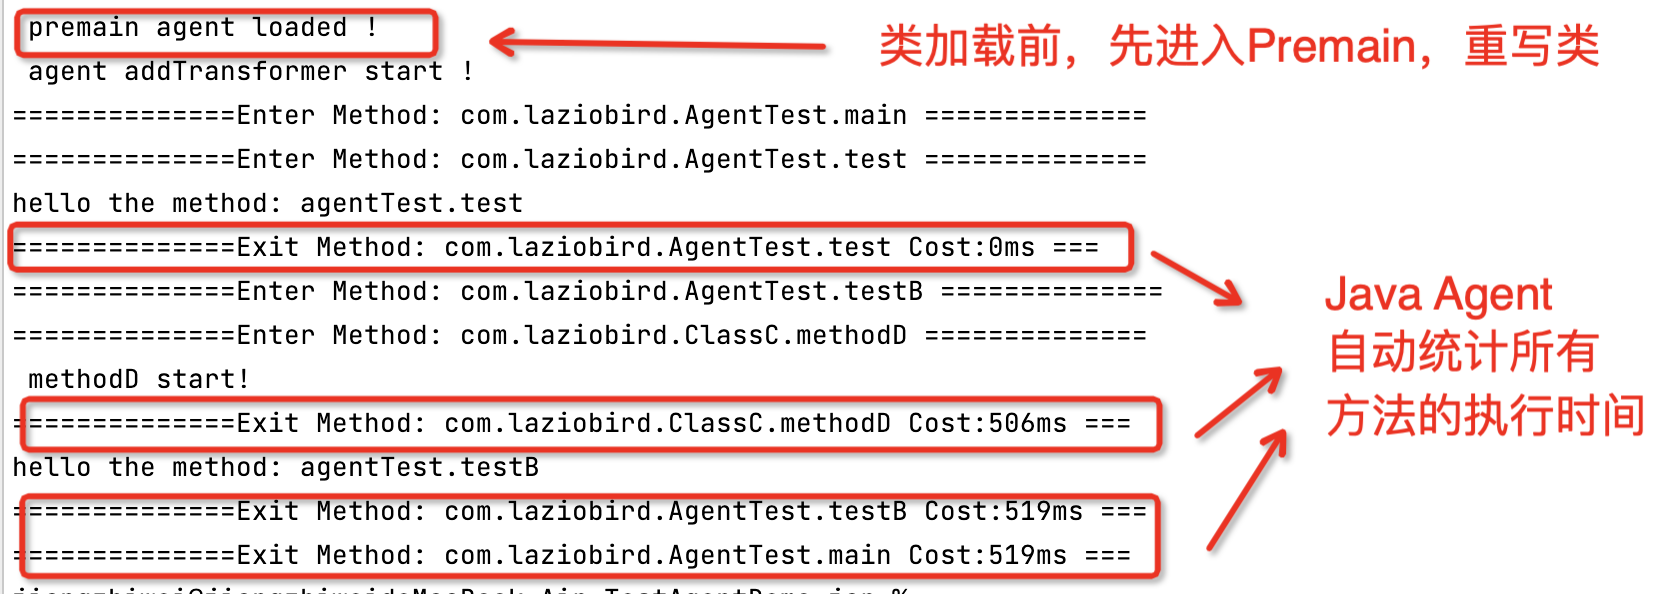 premain agent loaded !
类加载前，先进入Premain，重写类
agent addTransformer start !
==============Enter Method: com.laziobird.AgentTest.main ==============
==============Enter Method: com.laziobird.AgentTest.test ==============
hello the method: agentTest.test
==============Exit Method: com.laziobird.AgentTest.test Cost:0ms ===
==============Enter Method: com.laziobird.AgentTest.testB ==============
==============Enter Method: com.laziobird.ClassC.methodD ==============
methodD start!
==============Exit Method: com.laziobird.ClassC.methodD Cost:506ms ===
hello the method: agentTest.testB
==============Exit Method: com.laziobird.AgentTest.testB Cost:519ms ===
==============Exit Method: com.laziobird.AgentTest.main Cost:519ms ===
Java Agent
自动统计所有
方法的执行时间